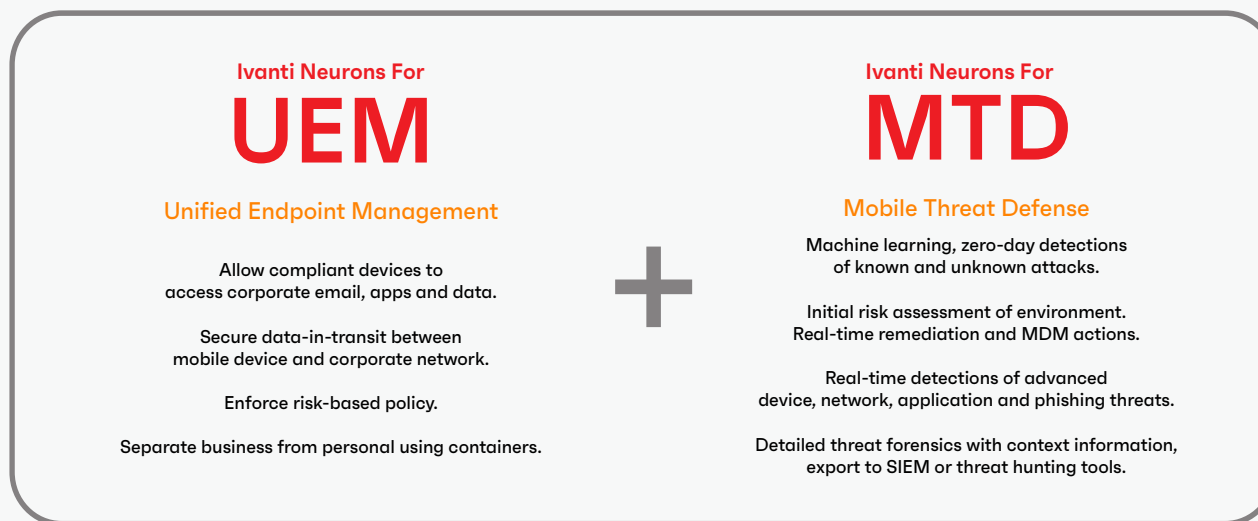 Ivanti Neurons For
UEM
Unified Endpoint Management
Allow compliant devices to
access corporate email, apps and data.
Secure data-in-transit between
mobile device and corporate network.
Enforce risk-based policy.
Separate business from personal using containers.
+
Ivanti Neurons For
MTD
Mobile Threat Defense
Machine learning, zero-day detections
of known and unknown attacks.
Initial risk assessment of environment.
Real-time remediation and MDM actions.
Real-time detections of advanced
device, network, application and phishing threats.
Detailed threat forensics with context information,
export to SIEM or threat hunting tools.